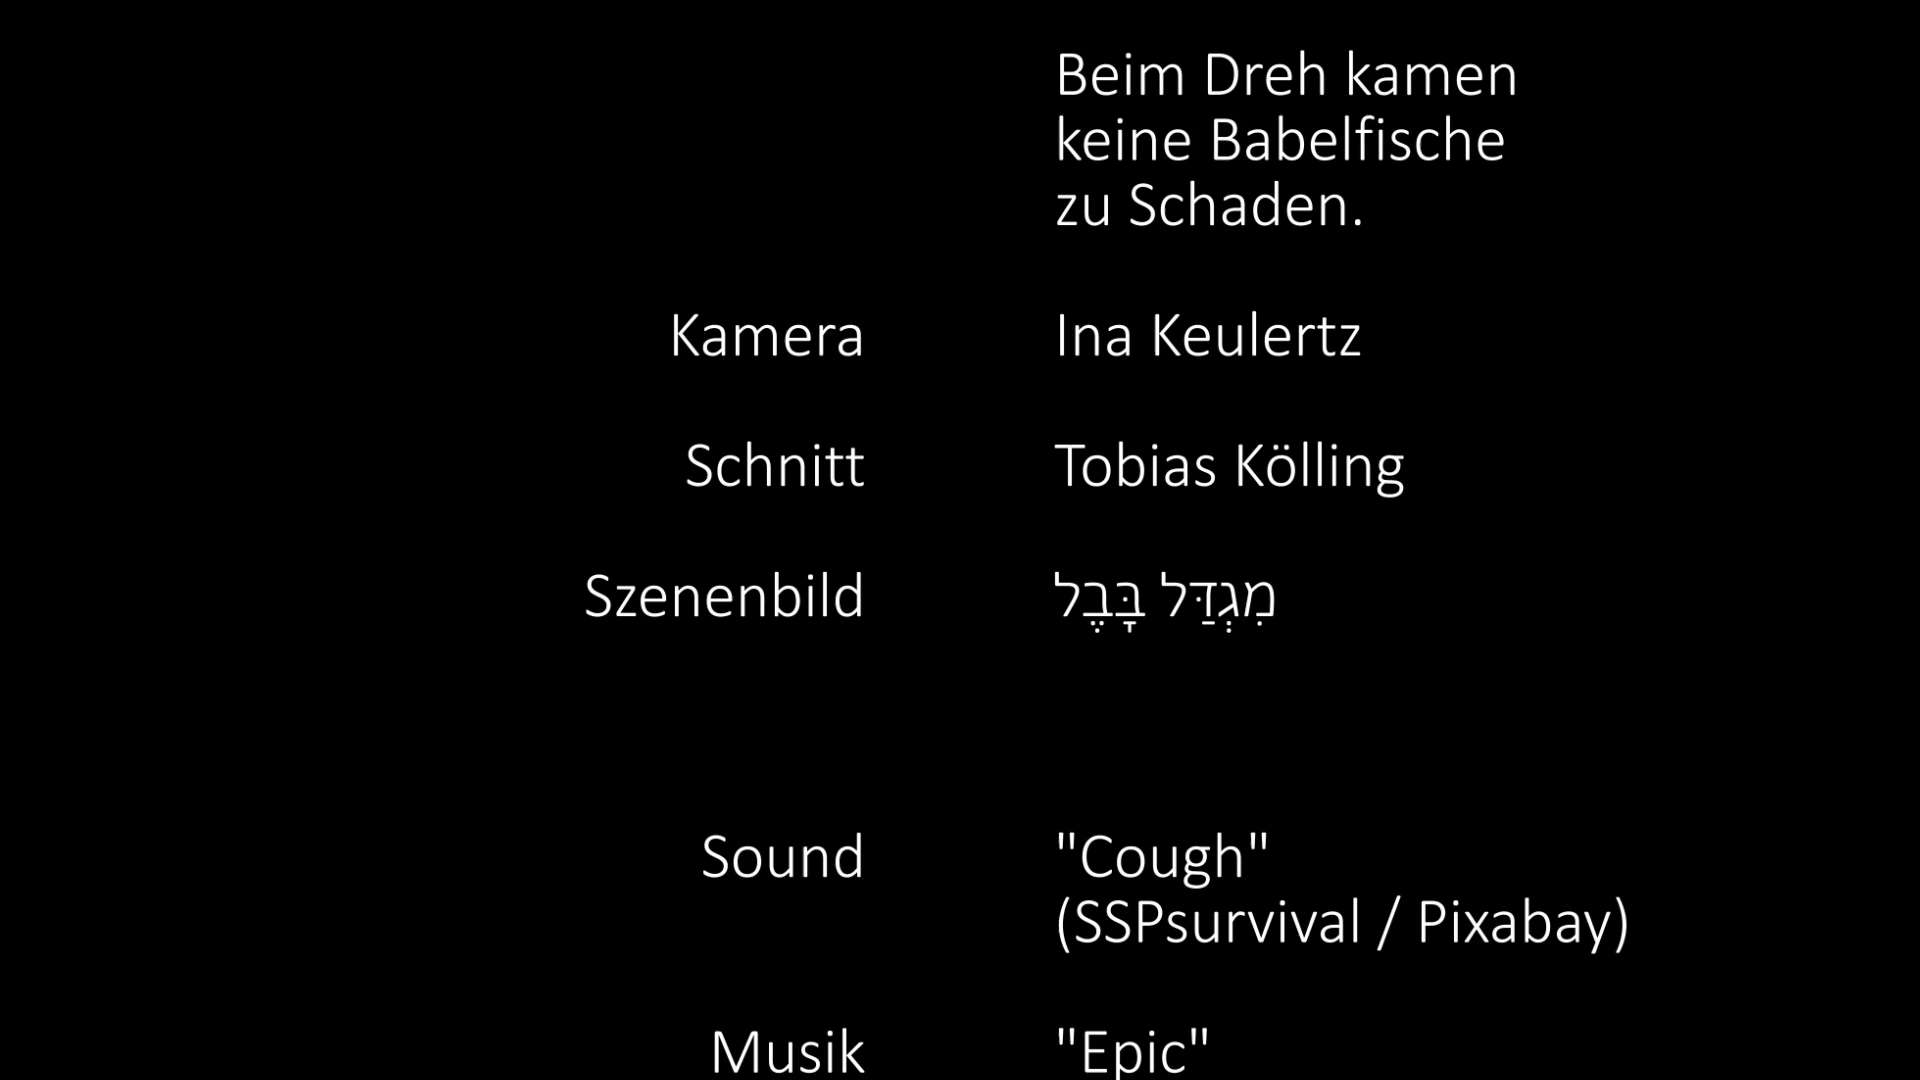 Beim Dreh kamen
keine Babelfische
zu Schaden.
Kamera Ina Keulertz
Schnitt Tobias Kölling
Szenenbild מִגְדַּל בָּבֶל
Sound "Cough"
(SSPsurvival / Pixabay)
Musik "Epic"